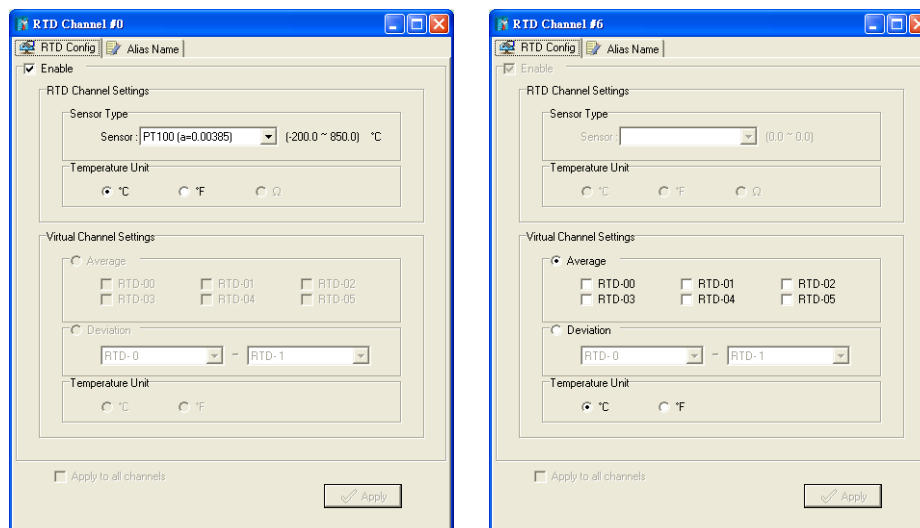 RTD Channel #0
RTD Config Alias Name
Enable
RTD Channel Settings
Sensor Type
Sensor : PT100 (a=0.00385) (-200.0 ~ 850.0) °C
Temperature Unit
°C °F Ω
Virtual Channel Settings
Average
RTD-00 RTD-01 RTD-02
RTD-03 RTD-04 RTD-05
Deviation
RTD- 0 - RTD- 1
Temperature Unit
°C °F
Apply to all channels
Apply
RTD Channel #6
RTD Config Alias Name
Enable
RTD Channel Settings
Sensor Type
Sensor : (0.0 ~ 0.0)
Temperature Unit
°C °F Ω
Virtual Channel Settings
Average
RTD-00 RTD-01 RTD-02
RTD-03 RTD-04 RTD-05
Deviation
RTD- 0 - RTD- 1
Temperature Unit
°C °F
Apply to all channels
Apply